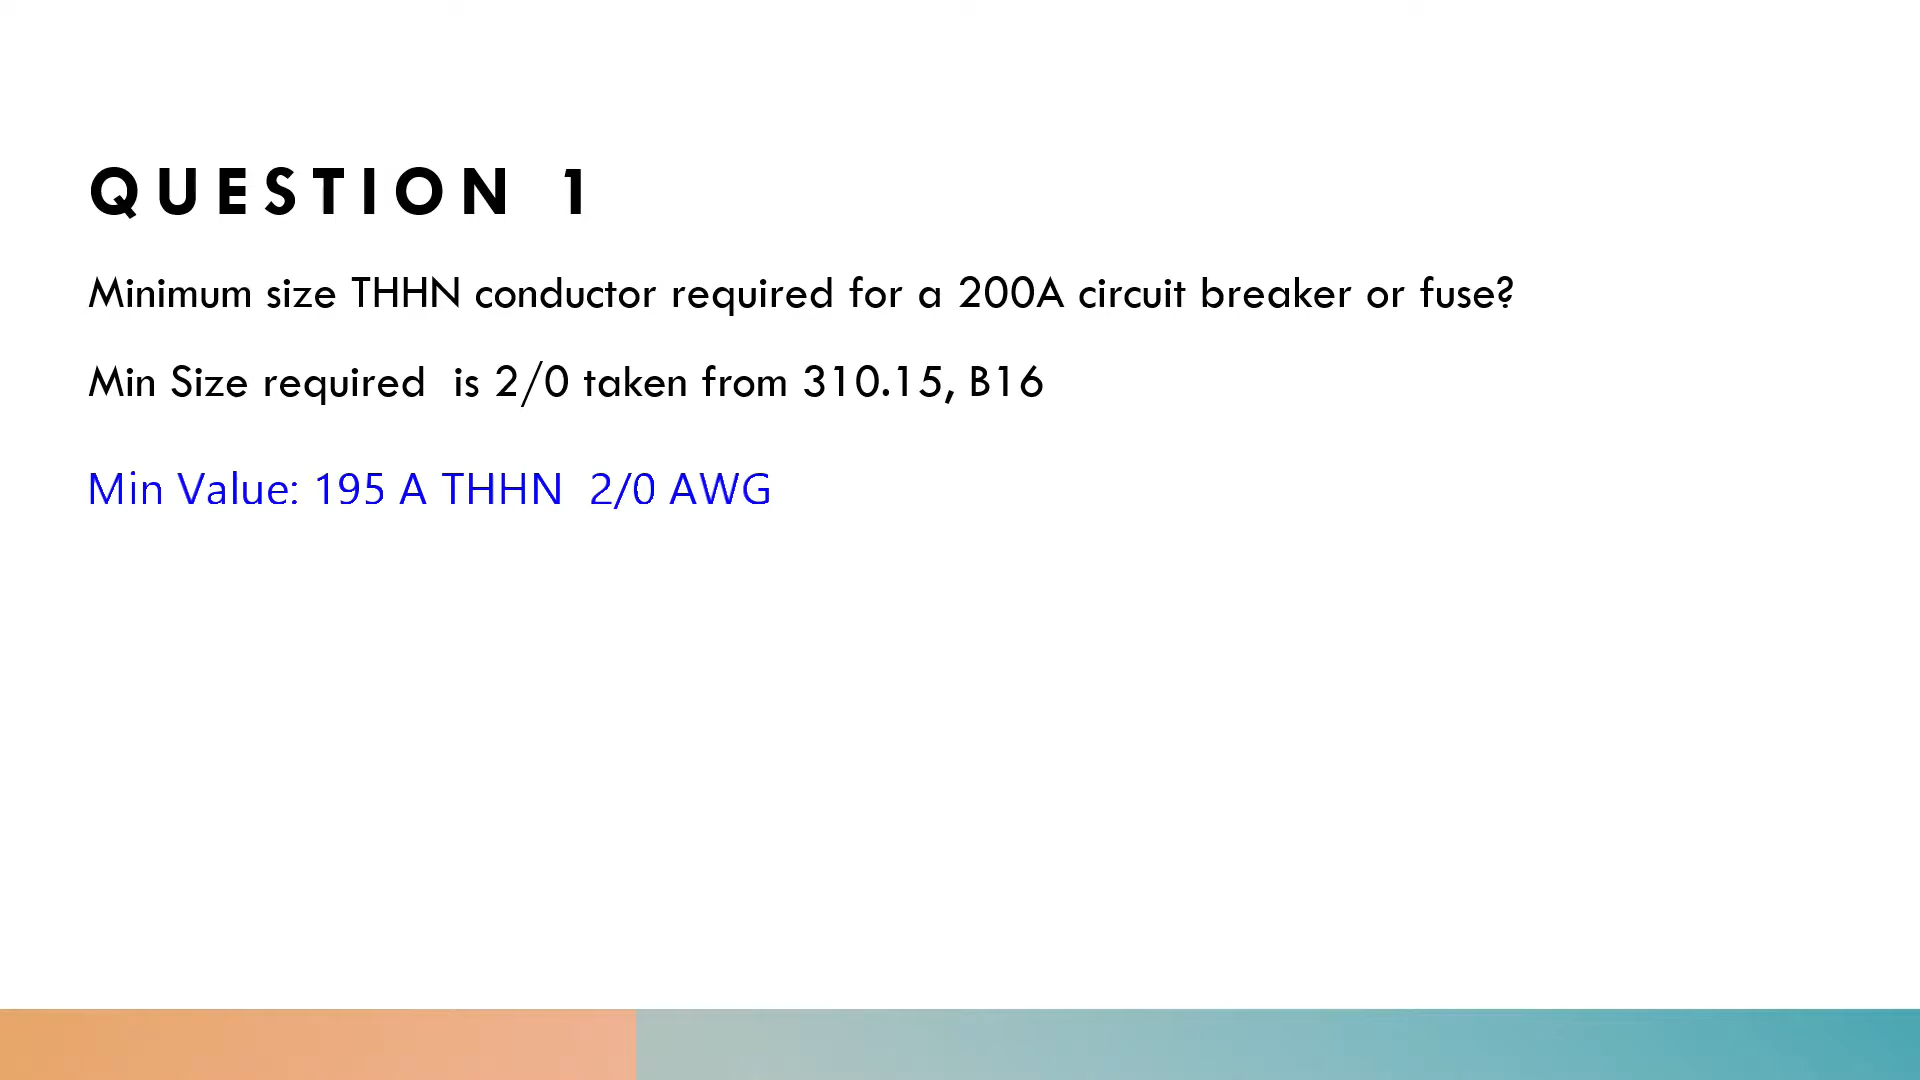 QUESTION 1
Minimum size THHN conductor required for a 200A circuit breaker or fuse?
Min Size required is 2/0 taken from 310.15, B16
Min Value: 195 A THHN 2/0 AWG